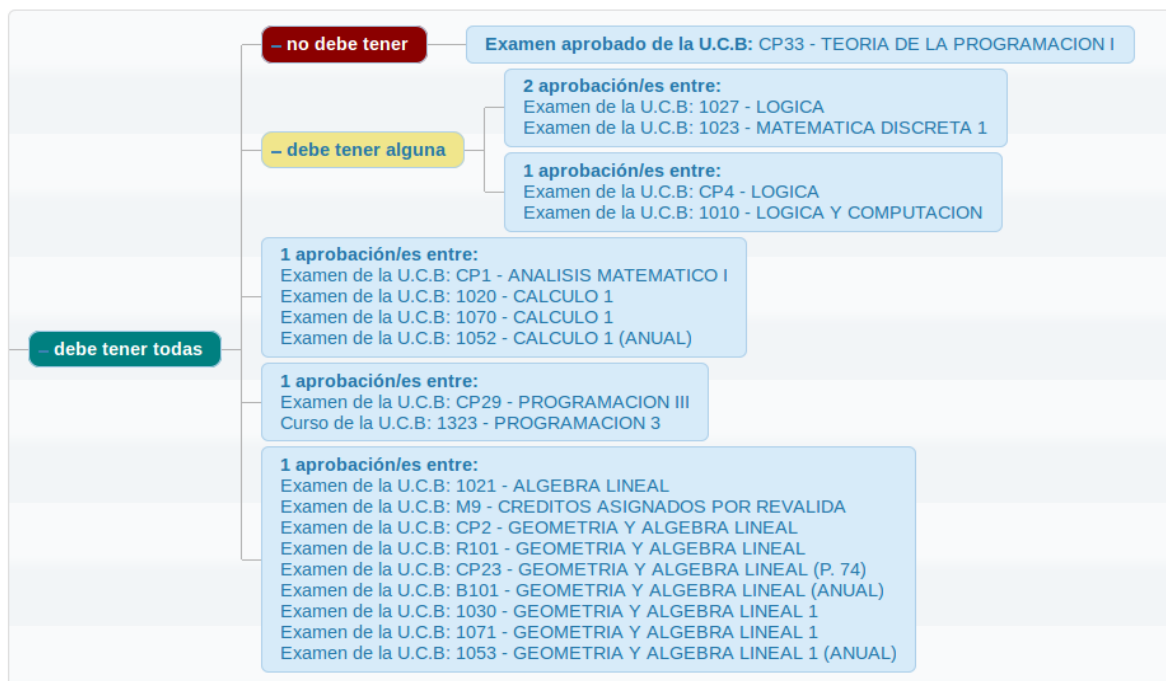 – no debe tener
Examen aprobado de la U.C.B: CP33 - TEORIA DE LA PROGRAMACION I
– debe tener alguna
2 aprobación/es entre:
Examen de la U.C.B: 1027 - LOGICA
Examen de la U.C.B: 1023 - MATEMATICA DISCRETA 1
1 aprobación/es entre:
Examen de la U.C.B: CP4 - LOGICA
Examen de la U.C.B: 1010 - LOGICA Y COMPUTACION
1 aprobación/es entre:
Examen de la U.C.B: CP1 - ANALISIS MATEMATICO I
Examen de la U.C.B: 1020 - CALCULO 1
Examen de la U.C.B: 1070 - CALCULO 1
Examen de la U.C.B: 1052 - CALCULO 1 (ANUAL)
– debe tener todas
1 aprobación/es entre:
Examen de la U.C.B: CP29 - PROGRAMACION III
Curso de la U.C.B: 1323 - PROGRAMACION 3
1 aprobación/es entre:
Examen de la U.C.B: 1021 - ALGEBRA LINEAL
Examen de la U.C.B: M9 - CREDITOS ASIGNADOS POR REVALIDA
Examen de la U.C.B: CP2 - GEOMETRIA Y ALGEBRA LINEAL
Examen de la U.C.B: R101 - GEOMETRIA Y ALGEBRA LINEAL
Examen de la U.C.B: CP23 - GEOMETRIA Y ALGEBRA LINEAL (P. 74)
Examen de la U.C.B: B101 - GEOMETRIA Y ALGEBRA LINEAL (ANUAL)
Examen de la U.C.B: 1030 - GEOMETRIA Y ALGEBRA LINEAL 1
Examen de la U.C.B: 1071 - GEOMETRIA Y ALGEBRA LINEAL 1
Examen de la U.C.B: 1053 - GEOMETRIA Y ALGEBRA LINEAL 1 (ANUAL)